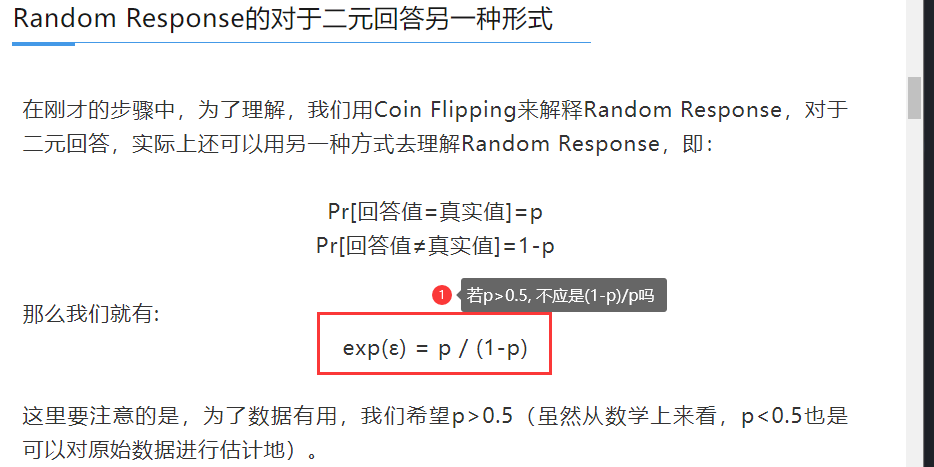 Random Response的对于二元回答另一种形式
在刚才的步骤中，为了理解，我们用Coin Flipping来解释Random Response，对于
二元回答，实际上还可以用另一种方式去理解Random Response，即：
Pr[回答值=真实值]=p
Pr[回答值≠真实值]=1-p
1 若p>0.5, 不应是(1-p)/p吗
那么我们就有:
exp(ε) = p / (1-p)
这里要注意的是，为了数据有用，我们希望p>0.5（虽然从数学上来看，p<0.5也是
可以对原始数据进行估计地）。